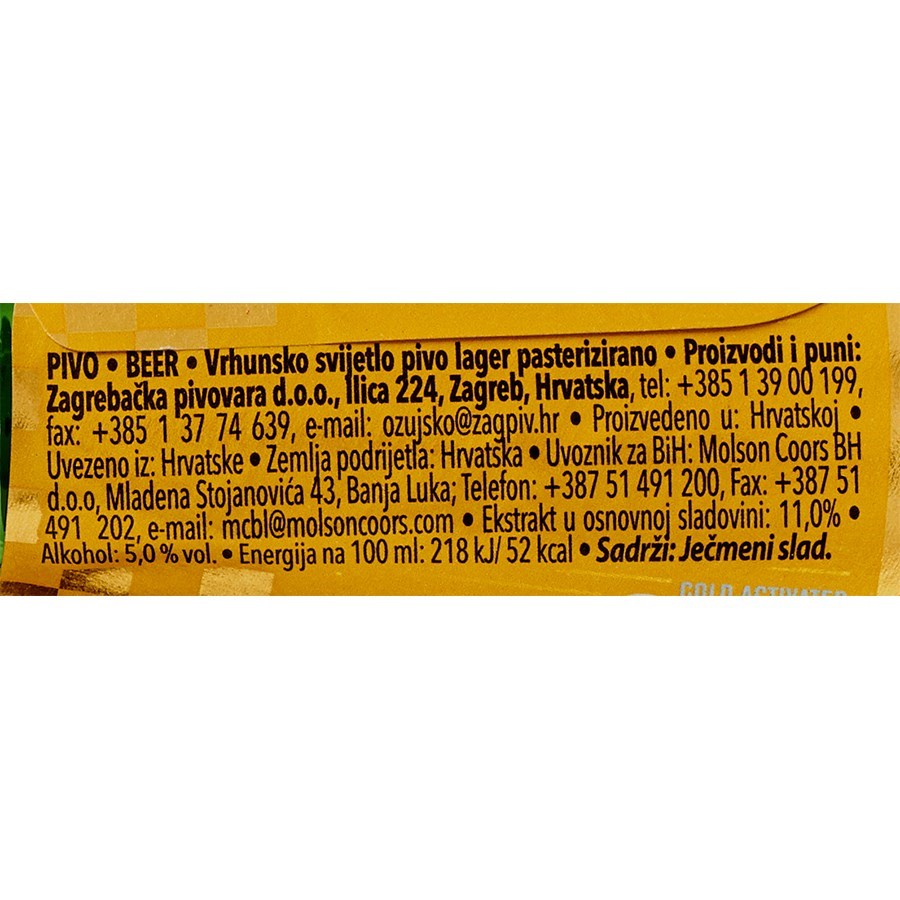 PIVO • BEER • Vrhunsko svijetlo pivo lager pasterizirano • Proizvodi i puni:
Zagrebačka pivovara d.o.o., Ilica 224, Zagreb, Hrvatska, tel: +385 1 39 00 199,
fax: +385 1 37 74 639, e-mail: ozujsko@zagpiv.hr • Proizvedeno u: Hrvatskoj •
Uvezeno iz: Hrvatske • Zemlja podrijetla: Hrvatska • Uvoznik za BiH: Molson Coors BH
d.o.o, Mladena Stojanovića 43, Banja Luka; Telefon: +387 51 491 200, Fax: +387 51
491 202, e-mail: mcbl@molsoncoors.com • Ekstrakt u osnovnoj sladovini: 11,0% •
Alkohol: 5,0 % vol. • Energija na 100 ml: 218 kJ/ 52 kcal • Sadrži: Ječmeni slad.
COLD ACTIVATED